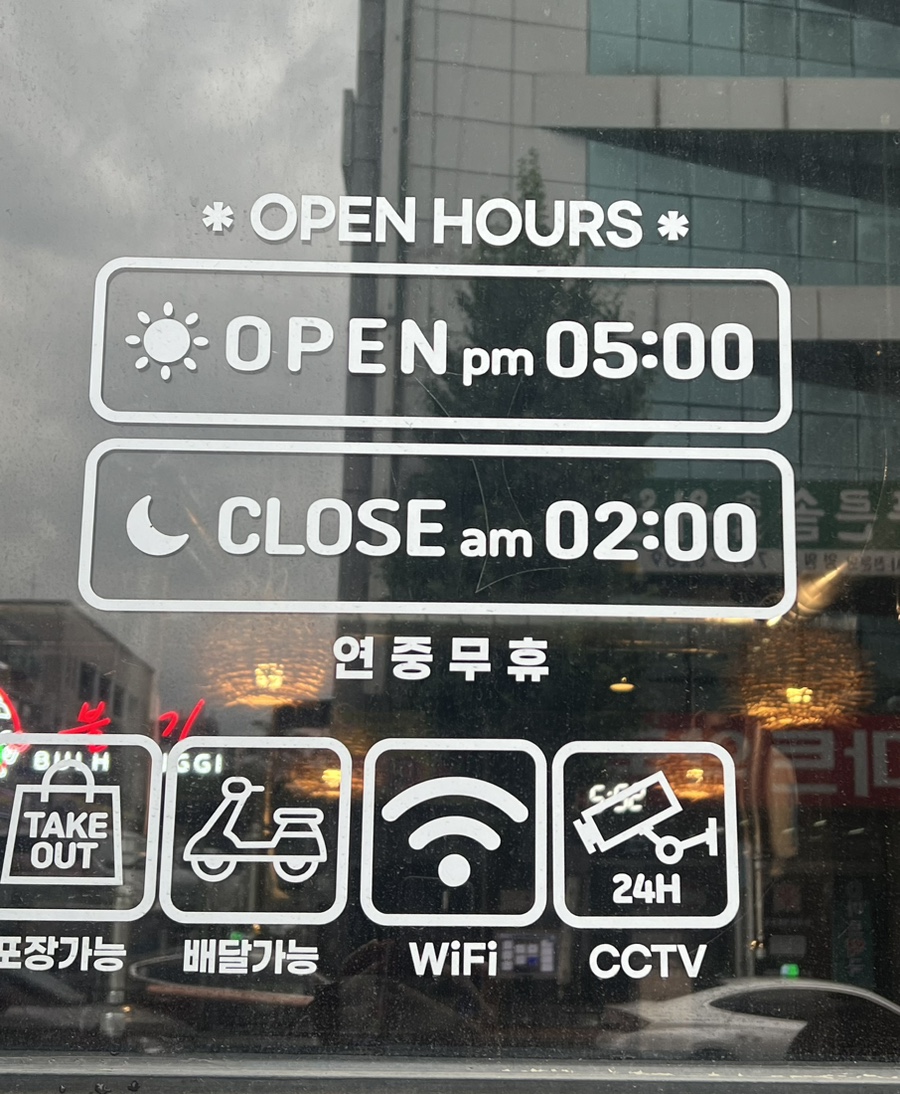 * OPEN HOURS *
OPEN pm 05:00
CLOSE am 02:00
연중무휴
TAKE
OUT
24H
포장가능
배달가능
WiFi
CCTV